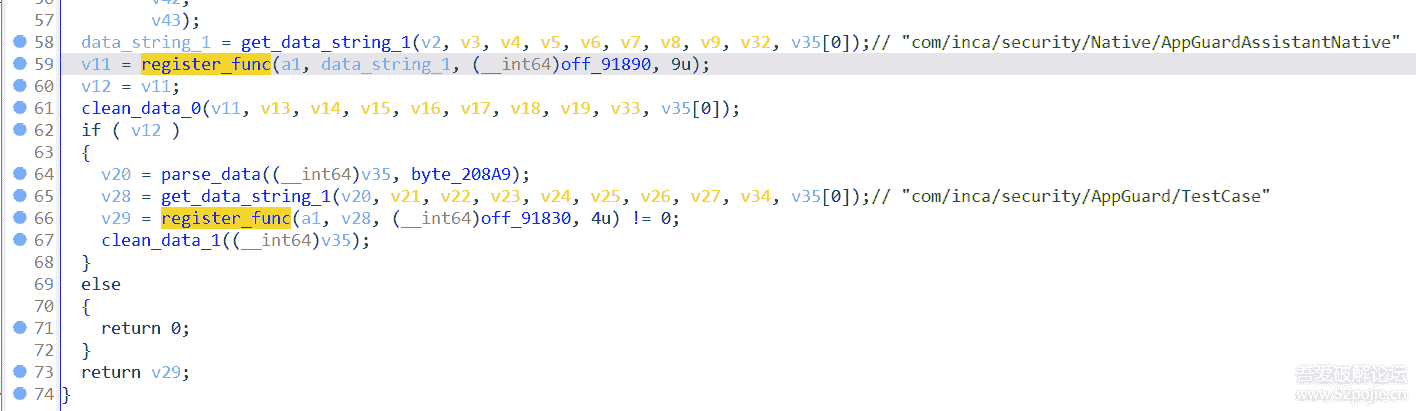 v42,
57 v43);
58 data_string_1 = get_data_string_1(v2, v3, v4, v5, v6, v7, v8, v9, v32, v35[0]);// "com/inca/security/Native/AppGuardAssistantNative"
59 v11 = register_func(a1, data_string_1, (__int64)off_91890, 9u);
60 v12 = v11;
61 clean_data_0(v11, v13, v14, v15, v16, v17, v18, v19, v33, v35[0]);
62 if ( v12 )
63 {
64 v20 = parse_data((__int64)v35, byte_208A9);
65 v28 = get_data_string_1(v20, v21, v22, v23, v24, v25, v26, v27, v34, v35[0]);// "com/inca/security/AppGuard/TestCase"
66 v29 = register_func(a1, v28, (__int64)off_91830, 4u) != 0;
67 clean_data_1((__int64)v35);
68 }
69 else
70 {
71 return 0;
72 }
73 return v29;
74 }
吾爱破解论坛
www.52pojie.cn